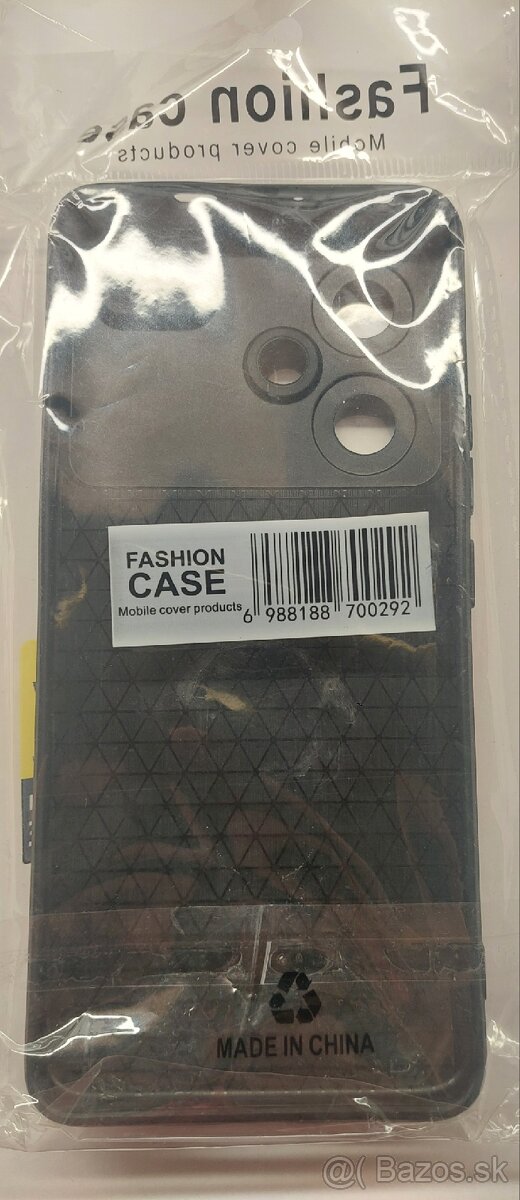 Fashion case
Mobile cover products
FASHION
CASE
Mobile cover products
6 988188 700292
MADE IN CHINA
@( Bazos.sk